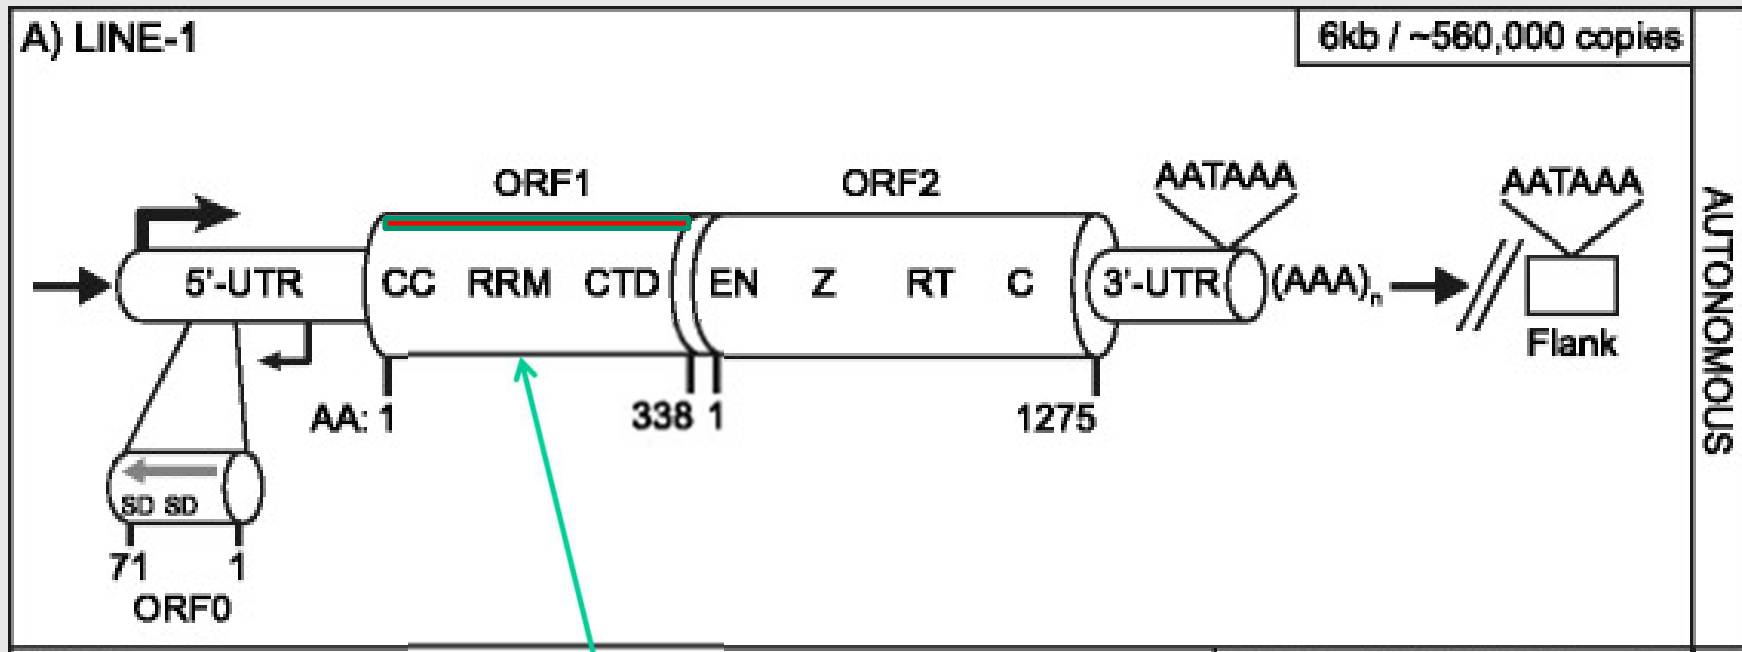 A) LINE-1
6kb / ~560,000 copies
ORF1
ORF2
AATAAA
AATAAA
5'-UTR
CC RRM CTD
EN Z RT C
3'-UTR
(AAA)n
Flank
AA: 1
338
1
1275
SD SD
71
1
ORF0
AUTONOMOUS